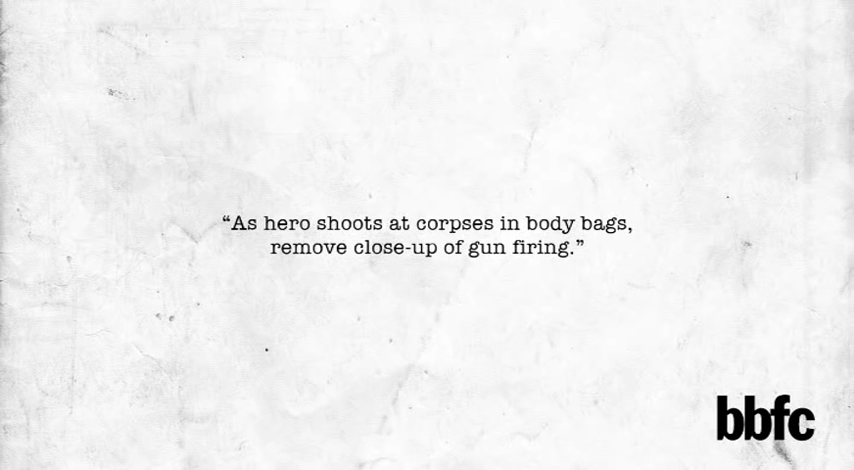 “As hero shoots at corpses in body bags,
remove close-up of gun firing.”
bbfc